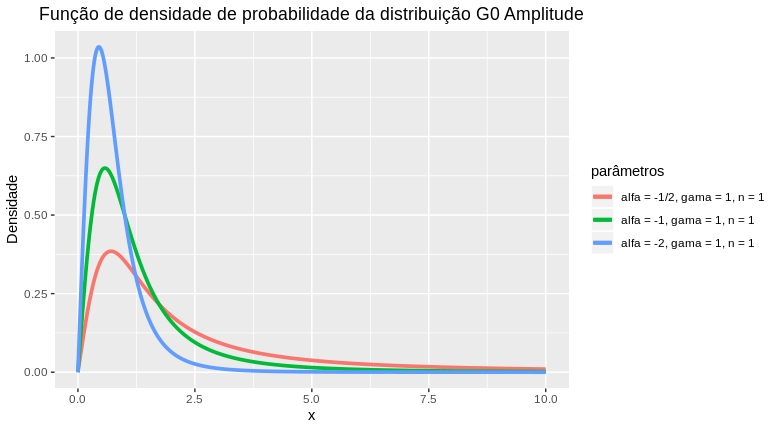 Função de densidade de probabilidade da distribuição G0 Amplitude
Densidade
1.00
0.75
0.50
0.25
0.00
0.0
2.5
5.0
7.5
10.0
x
parâmetros
alfa = -1/2, gama = 1, n = 1
alfa = -1, gama = 1, n = 1
alfa = -2, gama = 1, n = 1